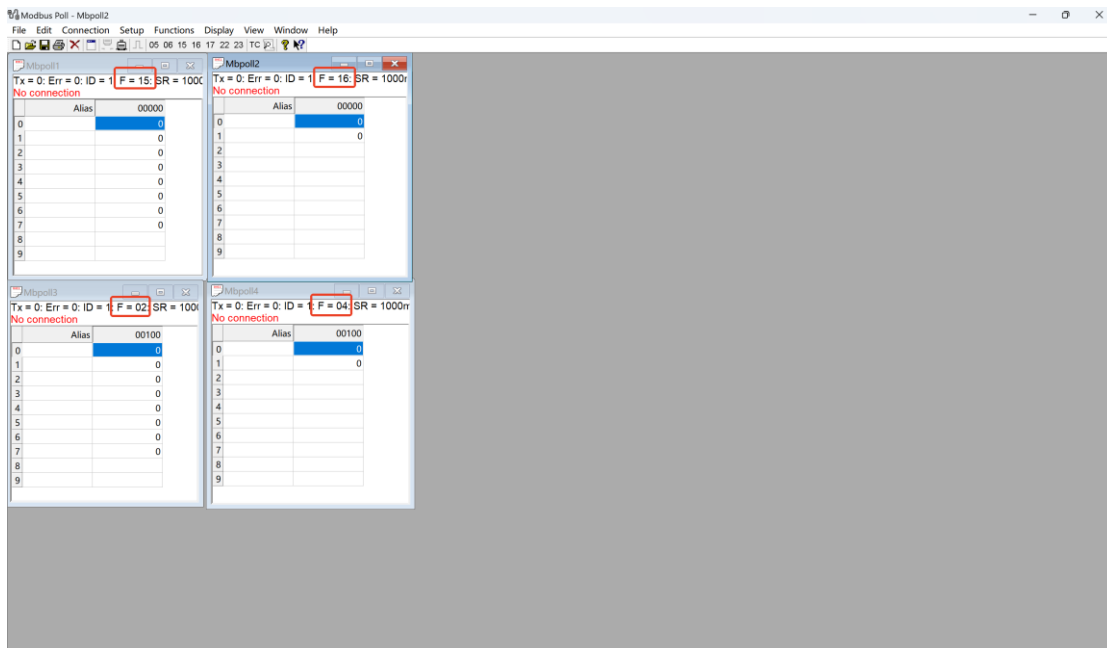 Modbus Poll - Mbpoll2
File Edit Connection Setup Functions Display View Window Help
05 06 15 16 17 22 23 TC
Mbpoll1
Tx = 0: Err = 0: ID = 1: F = 15: SR = 1000
No connection
Alias 00000
0 0
1 0
2 0
3 0
4 0
5 0
6 0
7 0
8
9
Mbpoll2
Tx = 0: Err = 0: ID = 1: F = 16: SR = 1000r
No connection
Alias 00000
0 0
1 0
2
3
4
5
6
7
8
9
Mbpoll3
Tx = 0: Err = 0: ID = 1: F = 02: SR = 100
No connection
Alias 00100
0 0
1 0
2 0
3 0
4 0
5 0
6 0
7 0
8
9
Mbpoll4
Tx = 0: Err = 0: ID = 1: F = 04: SR = 1000m
No connection
Alias 00100
0 0
1 0
2
3
4
5
6
7
8
9